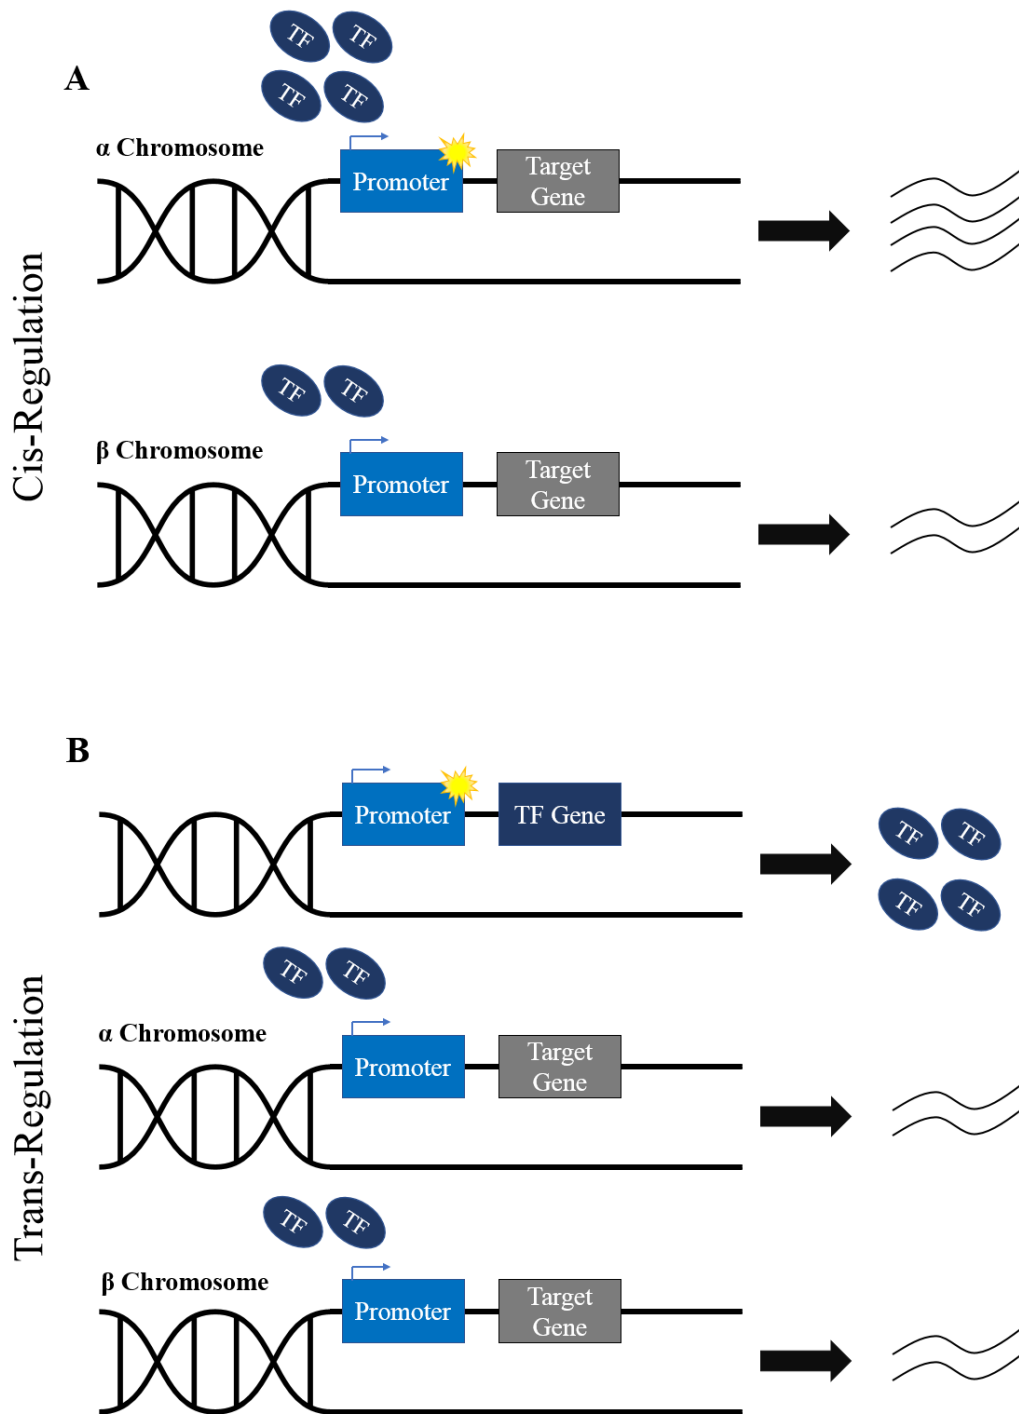 A
TF TF
TF TF
α Chromosome
Promoter
Target
Gene
Cis-Regulation
TF TF
β Chromosome
Promoter
Target
Gene
B
Promoter
TF Gene
TF TF
TF TF
Trans-Regulation
TF TF
α Chromosome
Promoter
Target
Gene
TF TF
β Chromosome
Promoter
Target
Gene